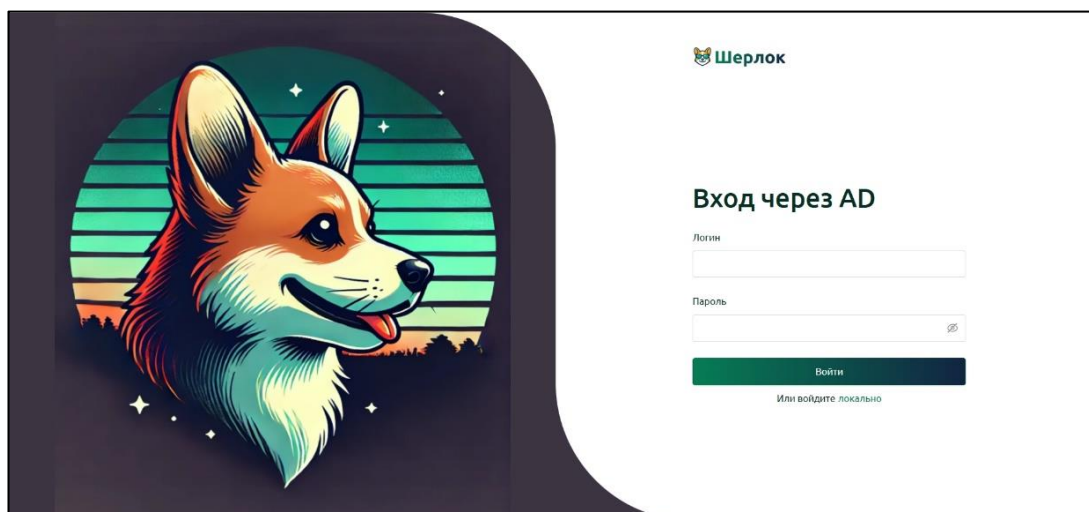 Шерлок
Вход через AD
Логин
Пароль
Войти
Или войдите локально